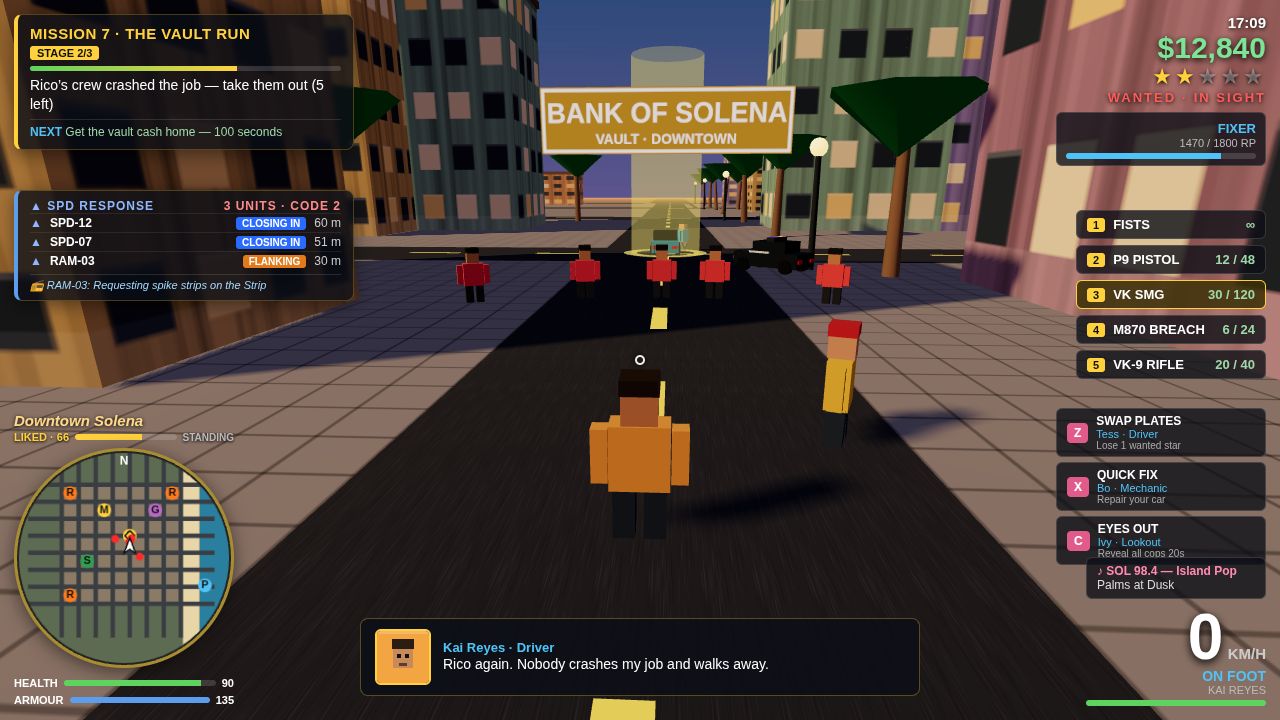 MISSION 7 · THE VAULT RUN
STAGE 2/3
Rico's crew crashed the job — take them out (5
left)
NEXT Get the vault cash home — 100 seconds
▲ SPD RESPONSE 3 UNITS · CODE 2
▲ SPD-12 CLOSING IN 60 m
▲ SPD-07 CLOSING IN 51 m
▲ RAM-03 FLANKING 30 m
RAM-03: Requesting spike strips on the Strip
BANK OF SOLENA
VAULT · DOWNTOWN
17:09
$12,840
WANTED · IN SIGHT
FIXER
1470 / 1800 RP
1 FISTS ∞
2 P9 PISTOL 12 / 48
3 VK SMG 30 / 120
4 M870 BREACH 6 / 24
5 VK-9 RIFLE 20 / 40
Z SWAP PLATES
Tess · Driver
Lose 1 wanted star
X QUICK FIX
Bo · Mechanic
Repair your car
C EYES OUT
Ivy · Lookout
Reveal all cops 20s
♪ SOL 98.4 — Island Pop
Palms at Dusk
0 KM/H
ON FOOT
KAI REYES
Downtown Solena
LIKED · 66 STANDING
N
R R
M G
S
P
R
HEALTH 90
ARMOUR 135
Kai Reyes · Driver
Rico again. Nobody crashes my job and walks away.